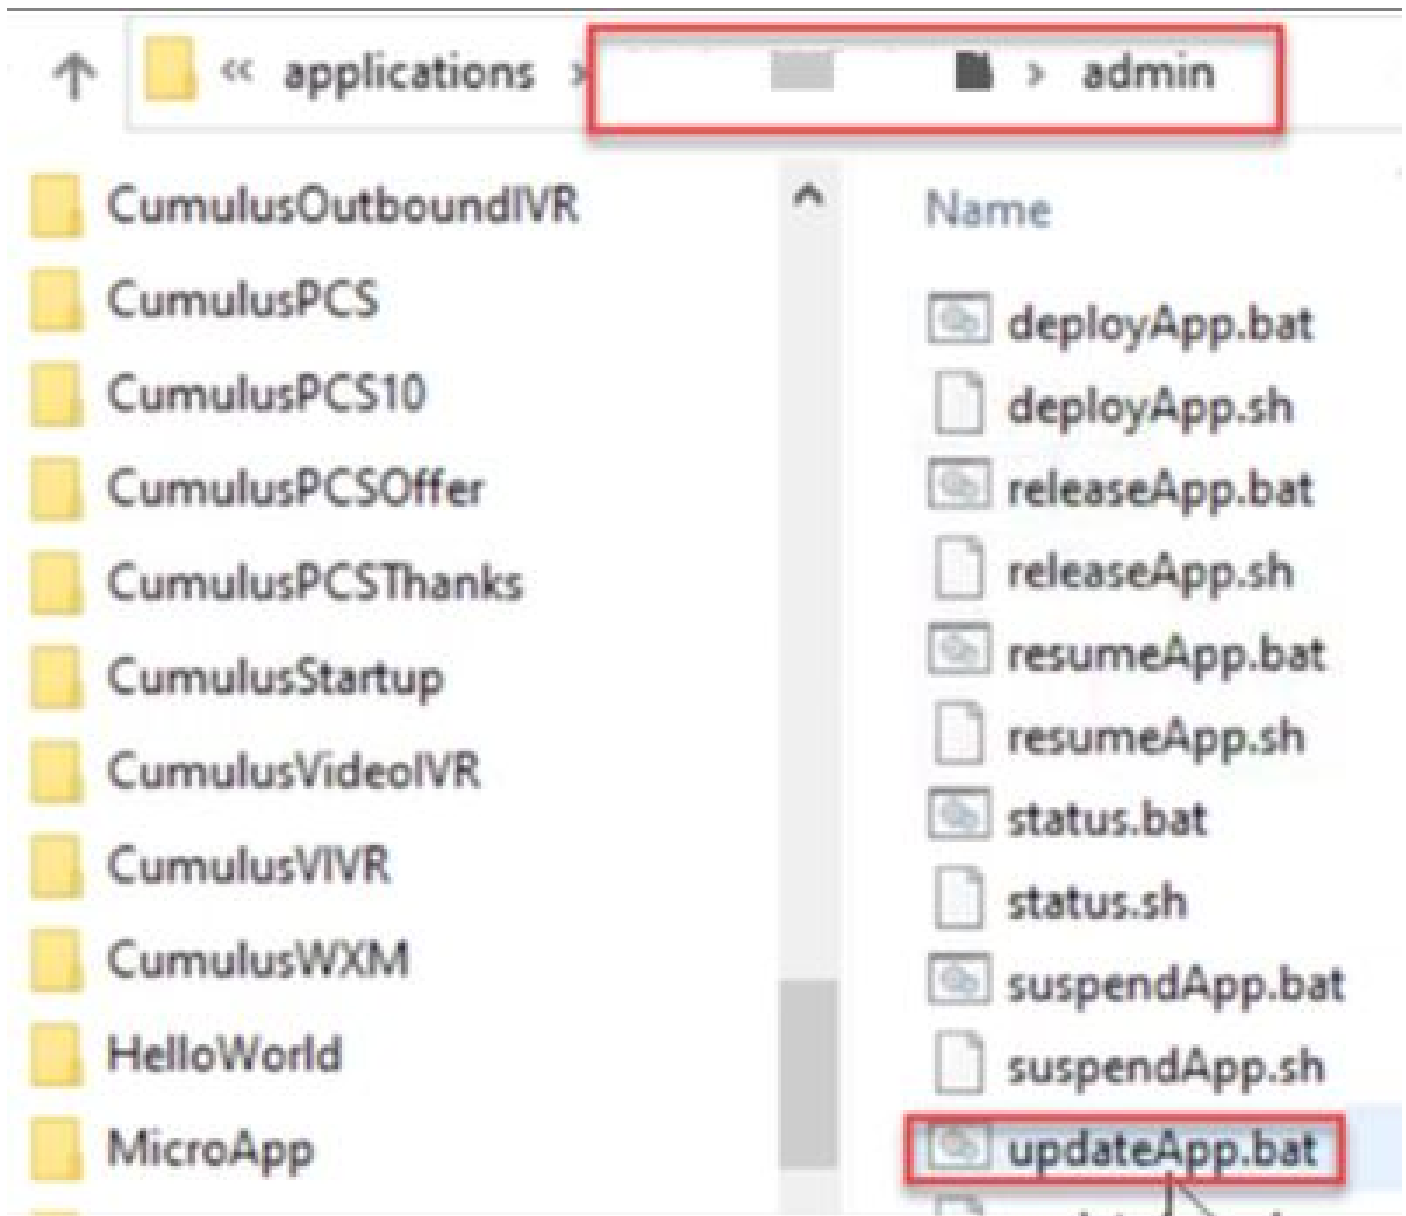 « applications > > admin
CumulusOutboundIVR
CumulusPCS
CumulusPCS10
CumulusPCSOffer
CumulusPCSThanks
CumulusStartup
CumulusVideoIVR
CumulusVIVR
CumulusWXM
HelloWorld
MicroApp
Name
deployApp.bat
deployApp.sh
releaseApp.bat
releaseApp.sh
resumeApp.bat
resumeApp.sh
status.bat
status.sh
suspendApp.bat
suspendApp.sh
updateApp.bat